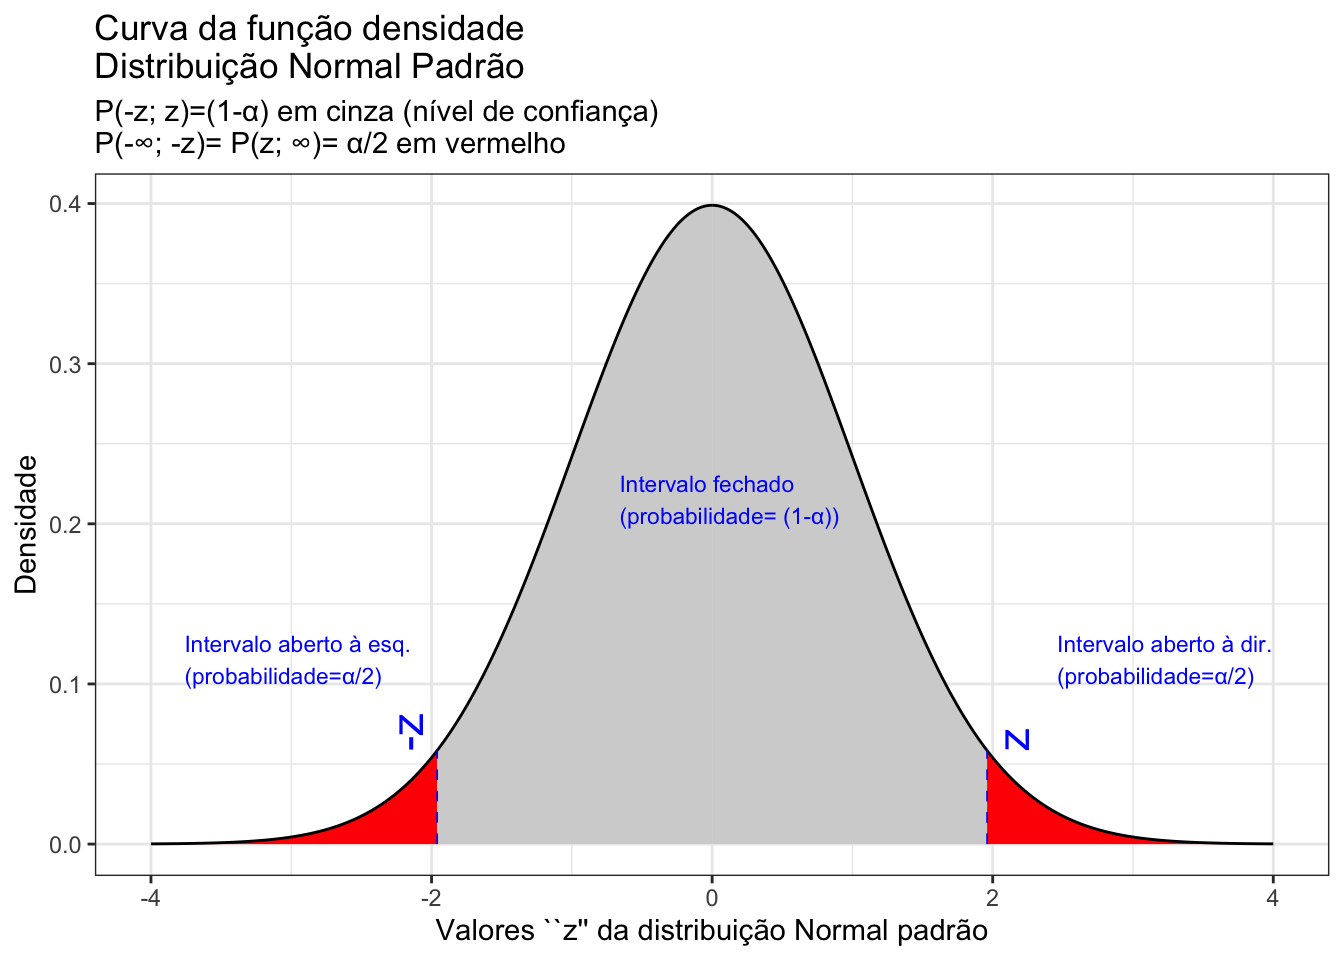 Curva da função densidade
Distribuição Normal Padrão
P(-z; z)=(1-α) em cinza (nível de confiança)
P(-∞; -z)= P(z; ∞)= α/2 em vermelho
0.4
0.3
0.2
0.1
0.0
Densidade
Intervalo fechado
(probabilidade= (1-α))
Intervalo aberto à esq.
(probabilidade=α/2)
Intervalo aberto à dir.
(probabilidade=α/2)
-z
z
-4
-2
0
2
4
Valores ``z'' da distribuição Normal padrão